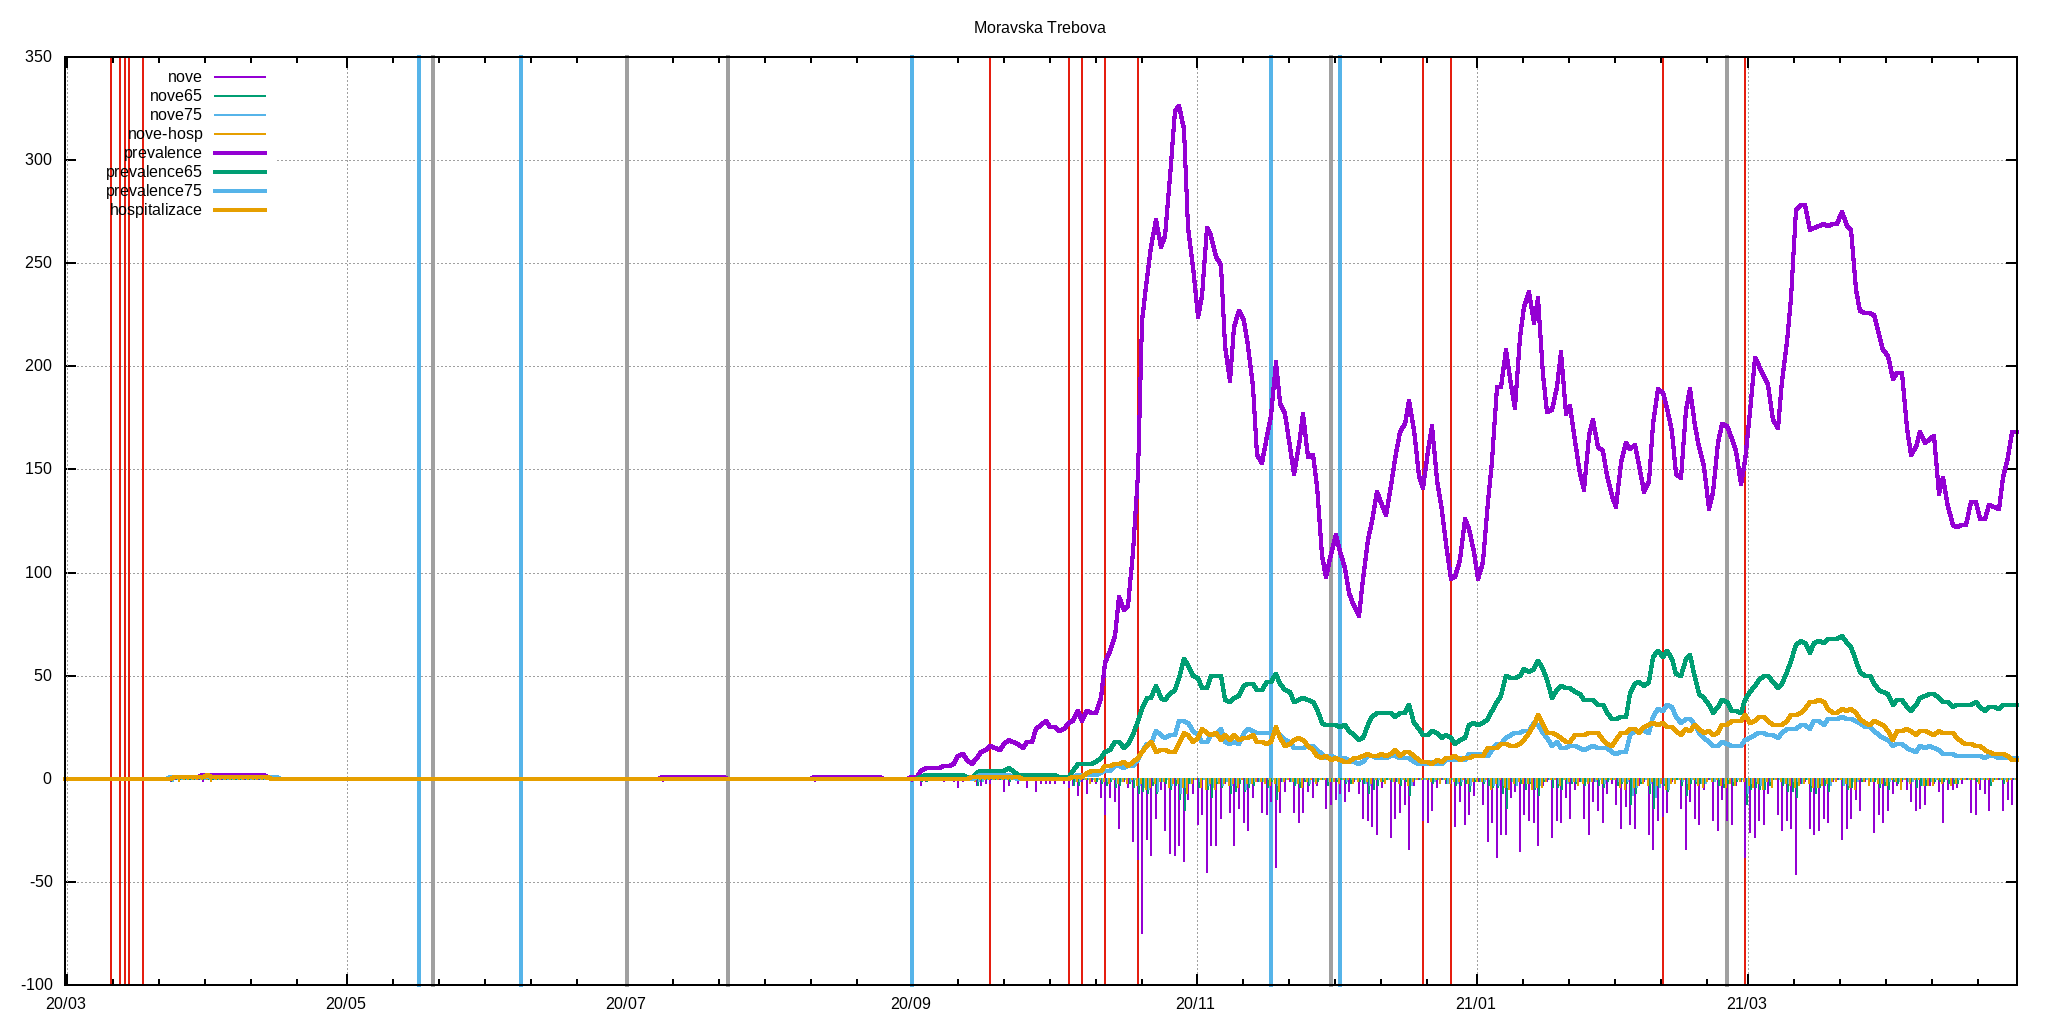 Moravska Trebova
350
300
250
200
150
100
50
0
-50
-100
nove
nove65
nove75
nove-hosp
prevalence
prevalence65
prevalence75
hospitalizace
20/03 20/05 20/07 20/09 20/11 21/01 21/03